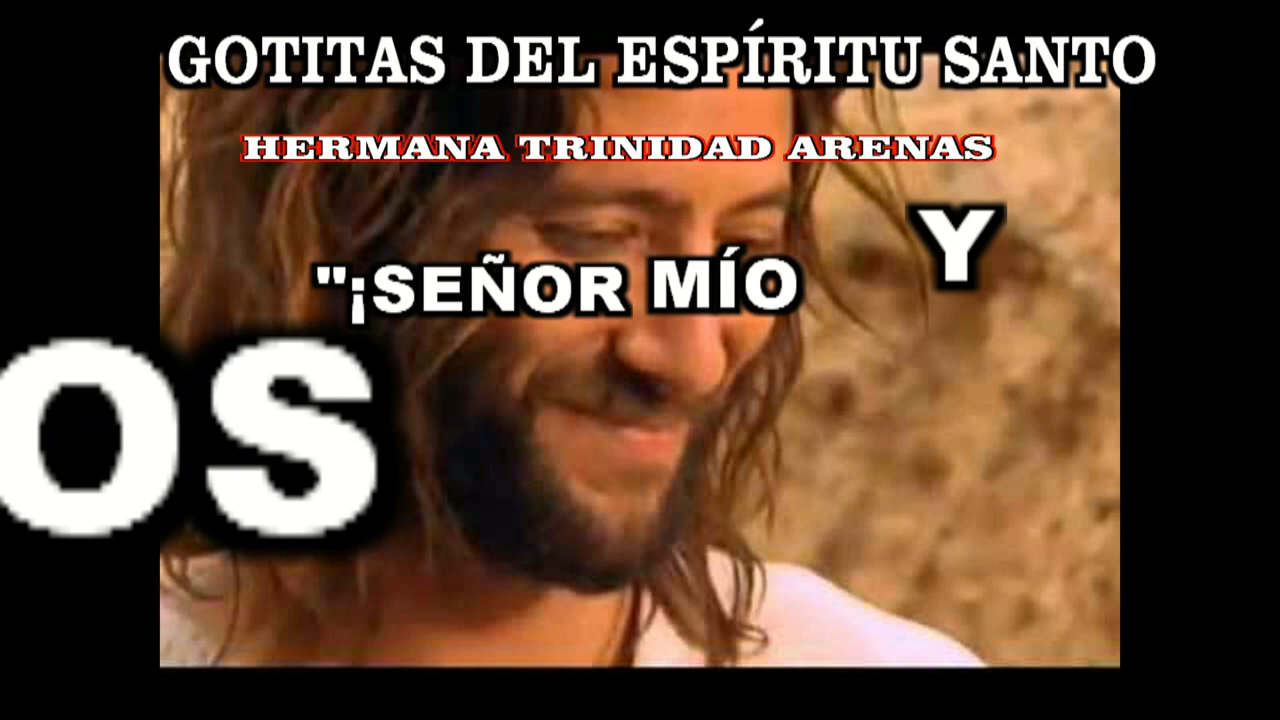 GOTITAS DEL ESPÍRITU SANTO
HERMANA TRINIDAD ARENAS
"¡SEÑOR MÍO Y
OS